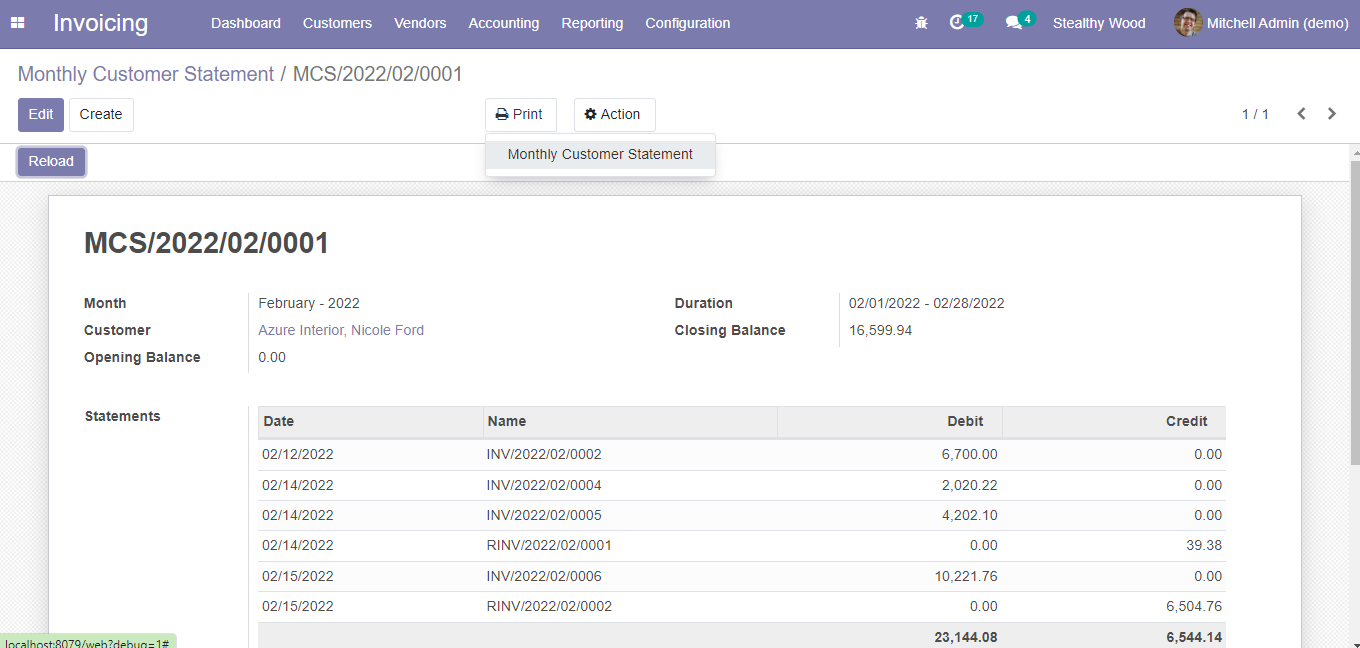 Invoicing Dashboard Customers Vendors Accounting Reporting Configuration 17 4 Stealthy Wood Mitchell Admin (demo)
Monthly Customer Statement / MCS/2022/02/0001
Edit Create Print Action 1 / 1
Reload Monthly Customer Statement
MCS/2022/02/0001
Month February - 2022 Duration 02/01/2022 - 02/28/2022
Customer Azure Interior, Nicole Ford Closing Balance 16,599.94
Opening Balance 0.00
Statements Date Name Debit Credit
02/12/2022 INV/2022/02/0002 6,700.00 0.00
02/14/2022 INV/2022/02/0004 2,020.22 0.00
02/14/2022 INV/2022/02/0005 4,202.10 0.00
02/14/2022 RINV/2022/02/0001 0.00 39.38
02/15/2022 INV/2022/02/0006 10,221.76 0.00
02/15/2022 RINV/2022/02/0002 0.00 6,504.76
23,144.08 6,544.14
localhost:8079/web?debug=1#